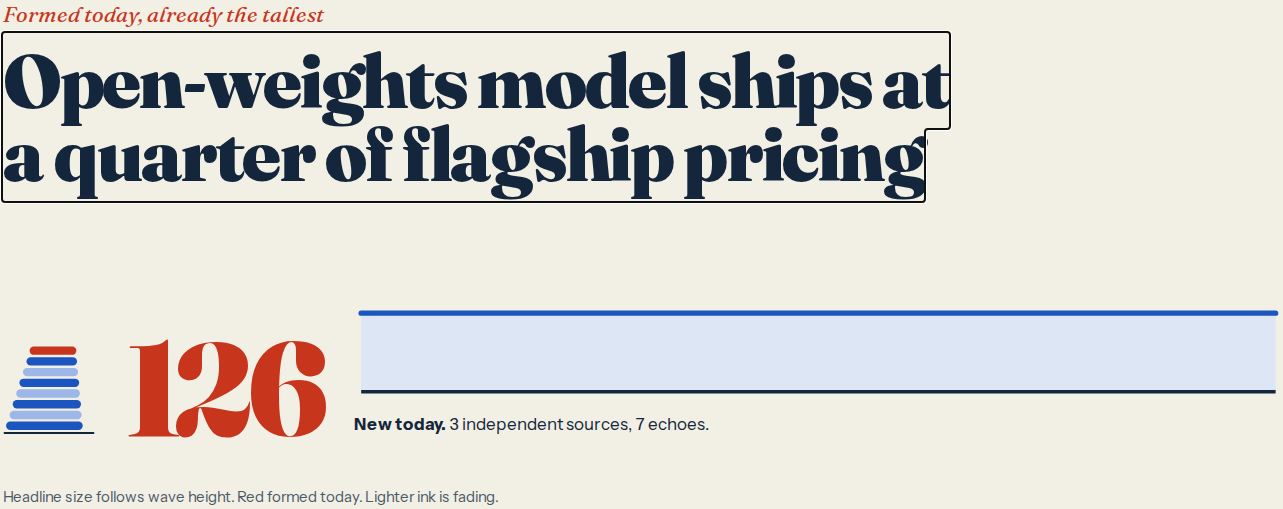 Formed today, already the tallest
Open-weights model ships at
a quarter of flagship pricing
126
New today. 3 independent sources, 7 echoes.
Headline size follows wave height. Red formed today. Lighter ink is fading.